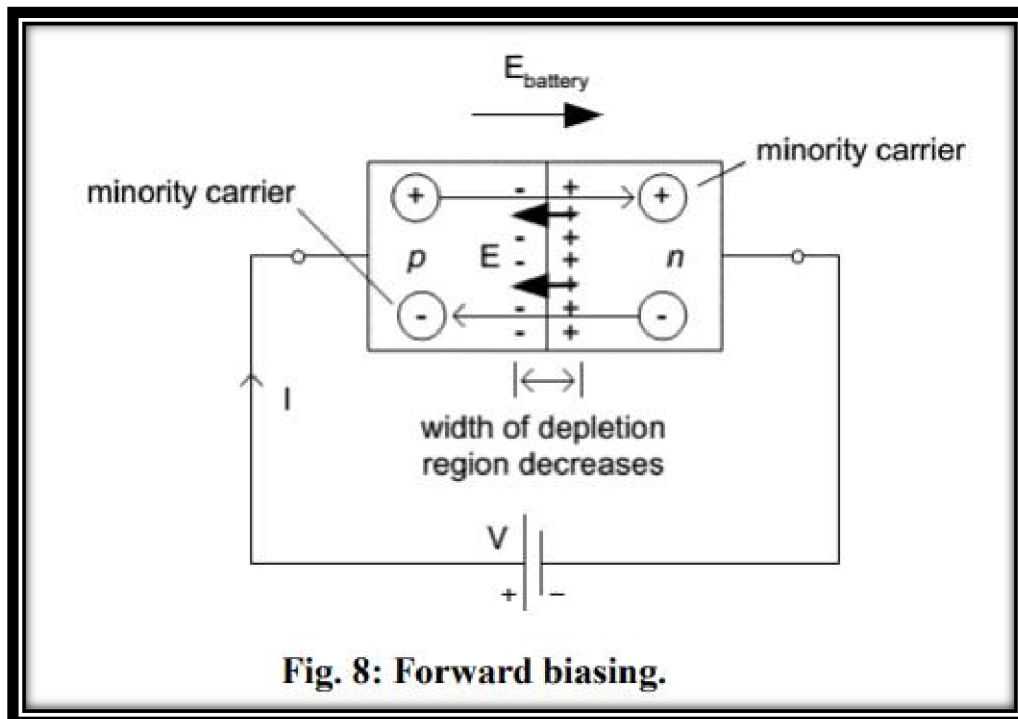 E battery
minority carrier
minority carrier
+ - + +
+
- +
p E - + n
+
- - + -
- +
width of depletion
region decreases
I
V
+ −
Fig. 8: Forward biasing.